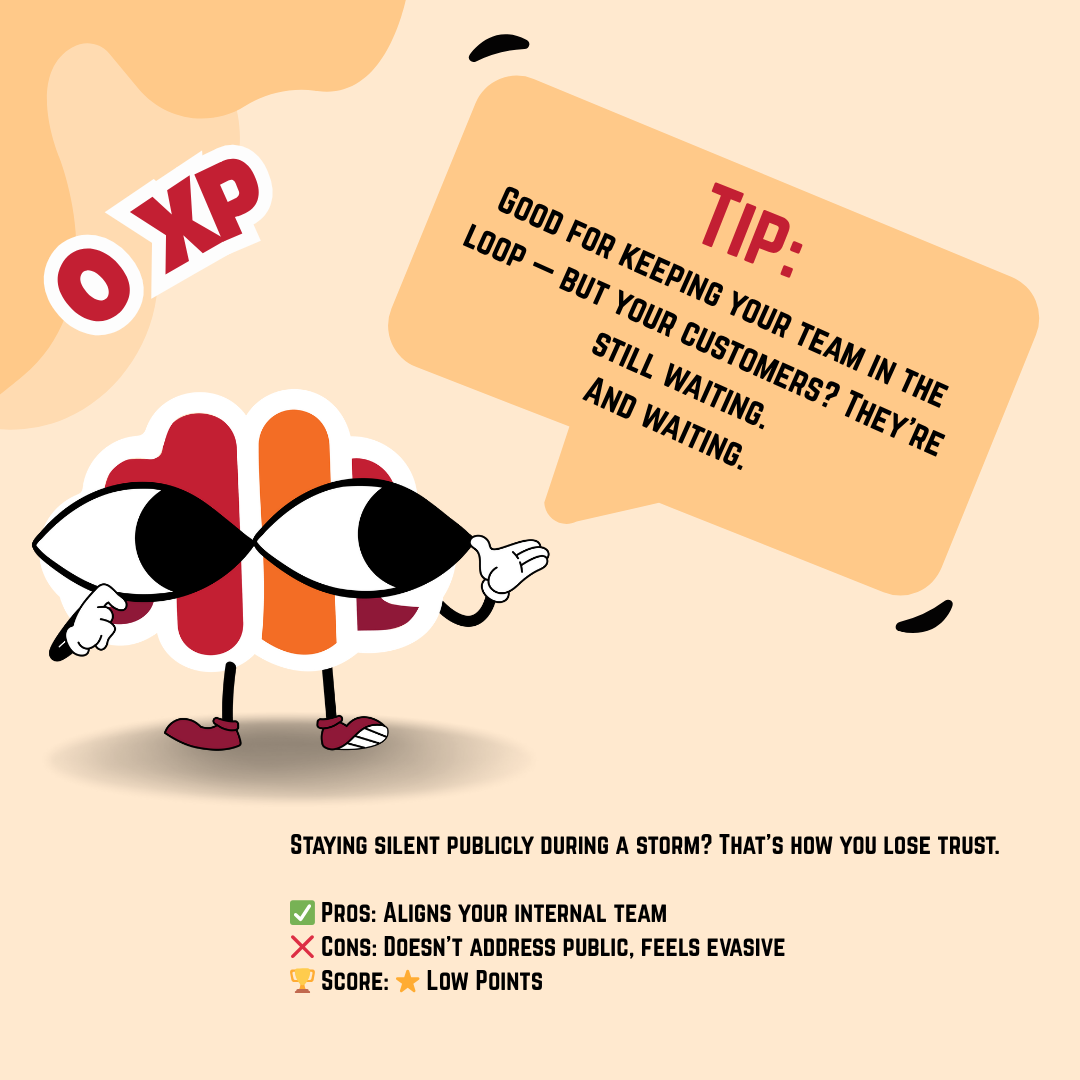 0 XP
Tip:
Good for keeping your team in the
loop — but your customers? They're
still waiting.
And waiting.
Staying silent publicly during a storm? That's how you lose trust.
✅ Pros: Aligns your internal team
❌ Cons: Doesn't address public, feels evasive
🏆 Score: ⭐ Low Points